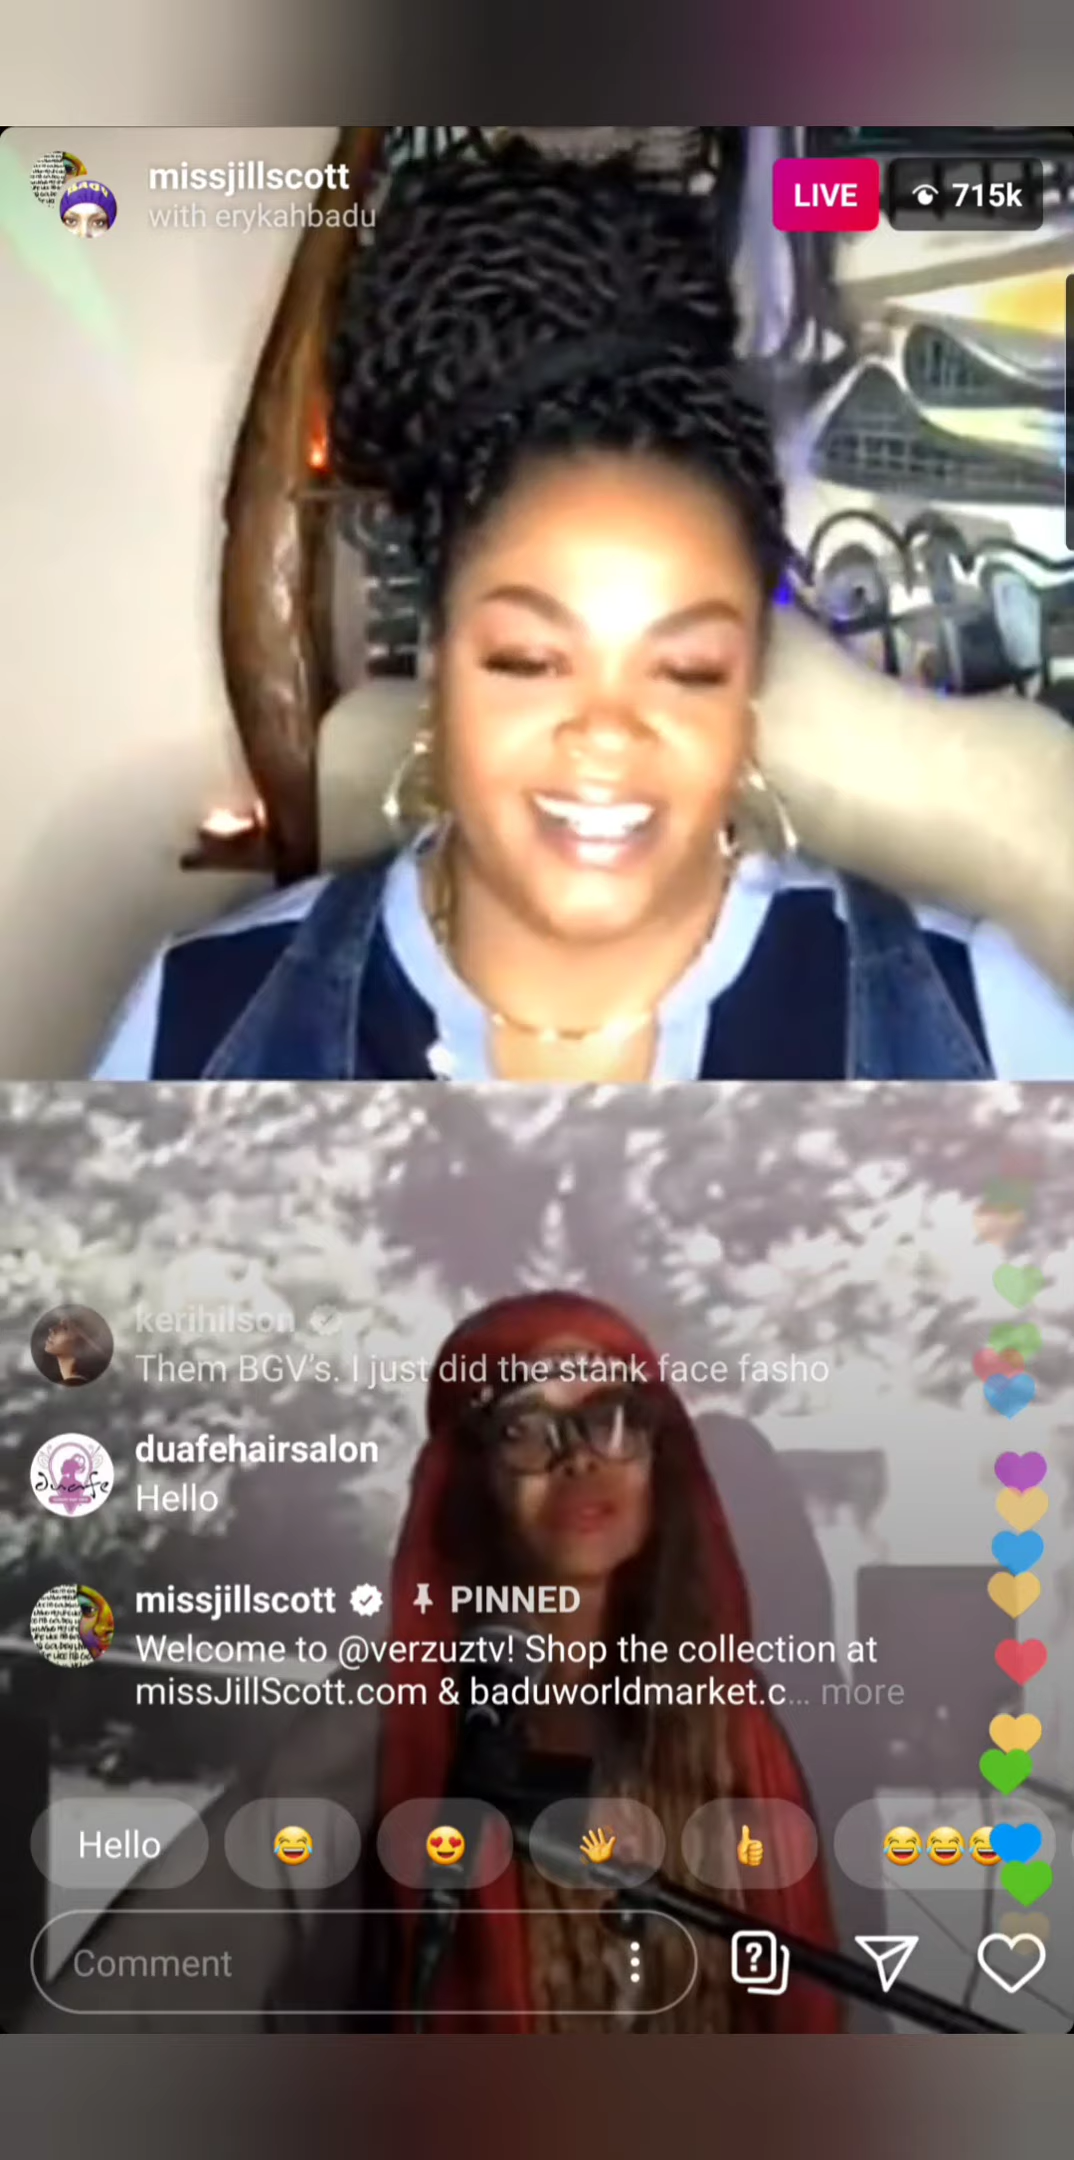 missjillscott
with erykahbadu
LIVE
715k
kerihilson
Them BGV's. I just did the stank face fasho
duafehairsalon
Hello
missjillscott PINNED
Welcome to @verzuztv! Shop the collection at
missJillScott.com & baduworldmarket.c... more
Hello
Comment